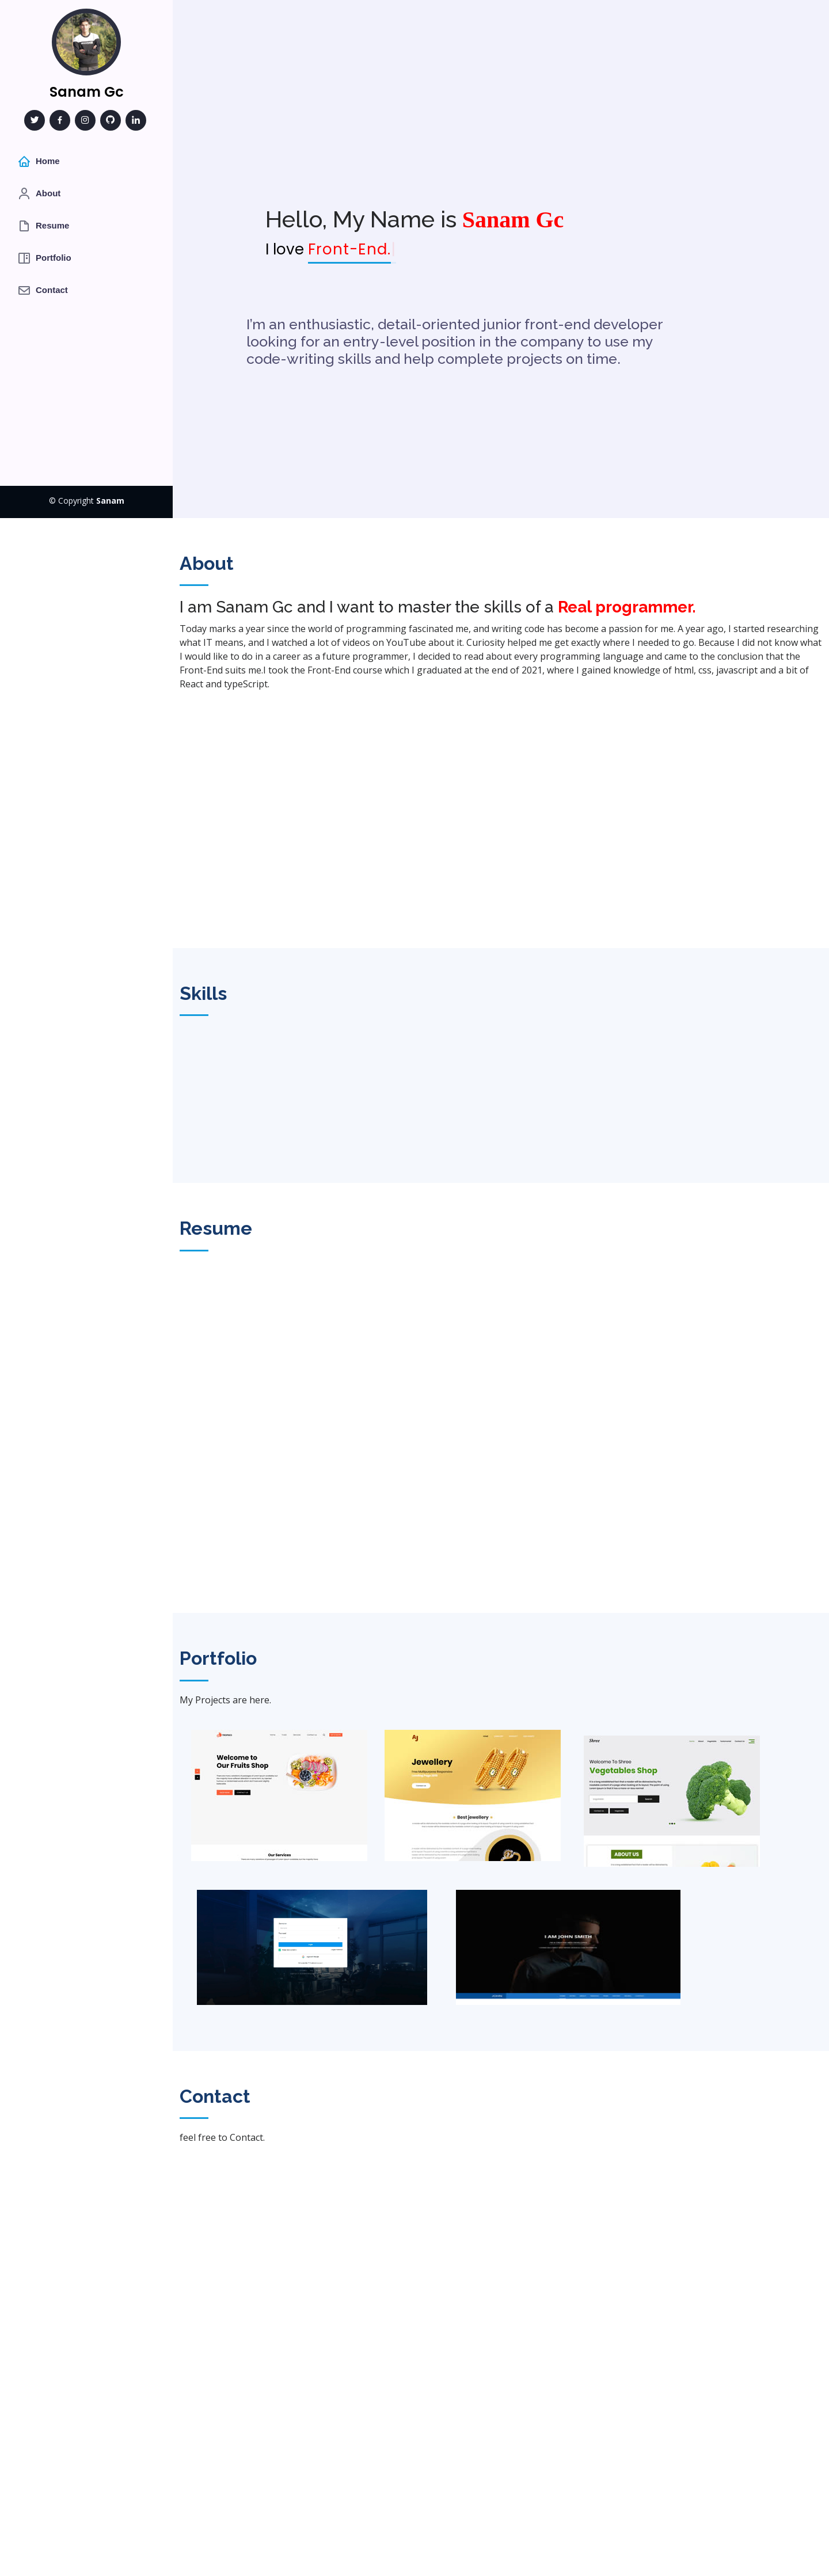 Sanam Gc
Home
About
Resume
Portfolio
Contact
© Copyright Sanam
Hello, My Name is Sanam Gc
I love Front-End.
I'm an enthusiastic, detail-oriented junior front-end developer
looking for an entry-level position in the company to use my
code-writing skills and help complete projects on time.
About
I am Sanam Gc and I want to master the skills of a Real programmer.
Today marks a year since the world of programming fascinated me, and writing code has become a passion for me. A year ago, I started researching
what IT means, and I watched a lot of videos on YouTube about it. Curiosity helped me get exactly where I needed to go. Because I did not know what
I would like to do in a career as a future programmer, I decided to read about every programming language and came to the conclusion that the
Front-End suits me.I took the Front-End course which I graduated at the end of 2021, where I gained knowledge of html, css, javascript and a bit of
React and typeScript.
Skills
Resume
Portfolio
My Projects are here.
Welcome to
Our Fruits Shop
Our Services
Jewellery
Best Jewellery
Shree
Welcome To Shree
Vegetables Shop
ABOUT US
I AM JOHN SMITH
Contact
feel free to Contact.